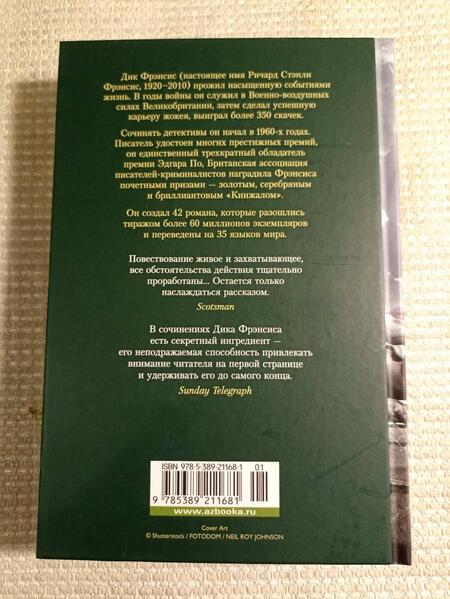 Дик Фрэнсис (настоящее имя Ричард Стэнли
Фрэнсис, 1920–2010) прожил насыщенную событиями
жизнь. В годы войны он служил в Военно-воздушных
силах Великобритании, затем сделал успешную
карьеру жокея, выиграл более 350 скачек.
Сочинять детективы он начал в 1960-х годах.
Писатель удостоен многих престижных премий,
он единственный трехкратный обладатель
премии Эдгара По, Британская ассоциация
писателей-криминалистов наградила Фрэнсиса
почетными призами — золотым, серебряным
и бриллиантовым «Кинжалом».
Он создал 42 романа, которые разошлись
тиражом более 60 миллионов экземпляров
и переведены на 35 языков мира.
Повествование живое и захватывающее,
все обстоятельства действия тщательно
проработаны... Остается только
наслаждаться рассказом.
Scotsman
В сочинениях Дика Фрэнсиса
есть секретный ингредиент —
его неподражаемая способность привлекать
внимание читателя на первой странице
и удерживать его до самого конца.
Sunday Telegraph
ISBN 978-5-389-21168-1 01
9 785389 211681
www.azbooka.ru
Cover Art
© Shutterstock / FOTODOM / NEIL ROY JOHNSON